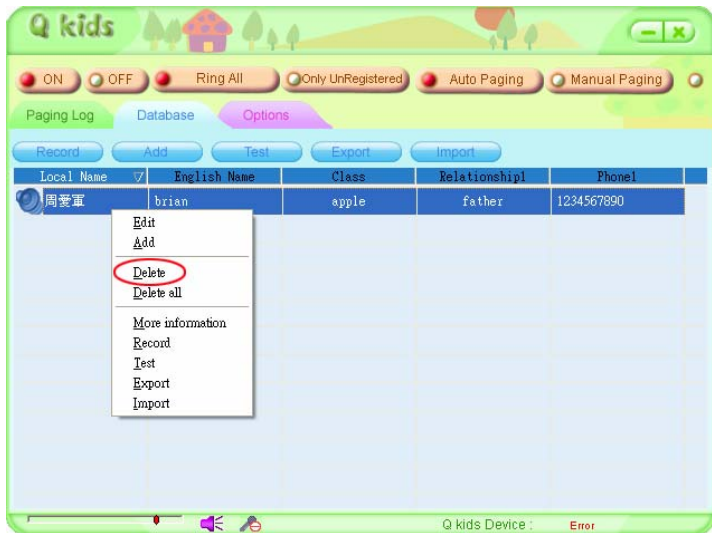 Q kids
ON OFF Ring All Only UnRegistered Auto Paging Manual Paging
Paging Log Database Options
Record Add Test Export Import
Local Name English Name Class Relationship1 Phone1
周愛軍 brian apple father 1234567890
Edit
Add
Delete
Delete all
More information
Record
Test
Export
Import
Q kids Device : Error